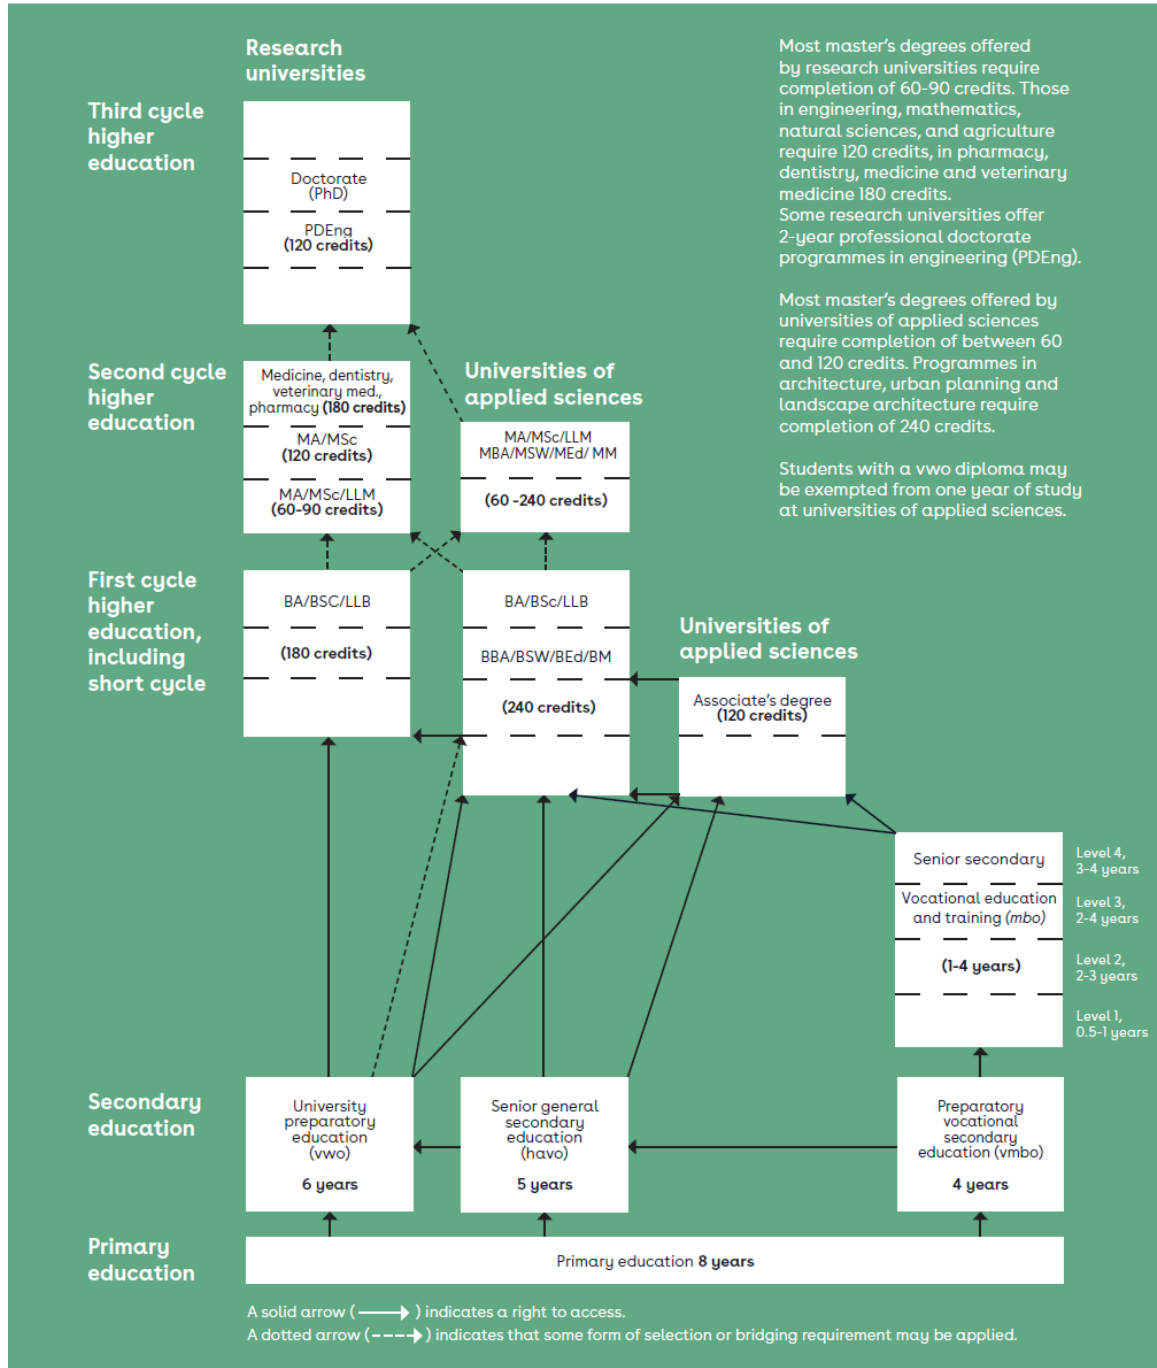 Research
universities
Third cycle
higher
education
Doctorate
(PhD)
PDEng
(120 credits)
Most master's degrees offered
by research universities require
completion of 60-90 credits. Those
in engineering, mathematics,
natural sciences, and agriculture
require 120 credits, in pharmacy,
dentistry, medicine and veterinary
medicine 180 credits.
Some research universities offer
2-year professional doctorate
programmes in engineering (PDEng).
Most master's degrees offered by
universities of applied sciences
require completion of between 60
and 120 credits. Programmes in
architecture, urban planning and
landscape architecture require
completion of 240 credits.
Students with a vwo diploma may
be exempted from one year of study
at universities of applied sciences.
Second cycle
higher
education
Medicine, dentistry,
veterinary med.,
pharmacy (180 credits)
MA/MSc
(120 credits)
MA/MSc/LLM
(60-90 credits)
Universities of
applied sciences
MA/MSc/LLM
MBA/MSW/MEd/ MM
(60 -240 credits)
First cycle
higher
education,
including
short cycle
BA/BSC/LLB
(180 credits)
BA/BSc/LLB
BBA/BSW/BEd/BM
(240 credits)
Universities of
applied sciences
Associate's degree
(120 credits)
Senior secondary
Vocational education
and training (mbo)
(1-4 years)
Level 4,
3-4 years
Level 3,
2-4 years
Level 2,
2-3 years
Level 1,
0.5-1 years
Secondary
education
University
preparatory
education
(vwo)
6 years
Senior general
secondary
education
(havo)
5 years
Preparatory
vocational
secondary
education (vmbo)
4 years
Primary
education
Primary education 8 years
A solid arrow ( ) indicates a right to access.
A dotted arrow ( ) indicates that some form of selection or bridging requirement may be applied.